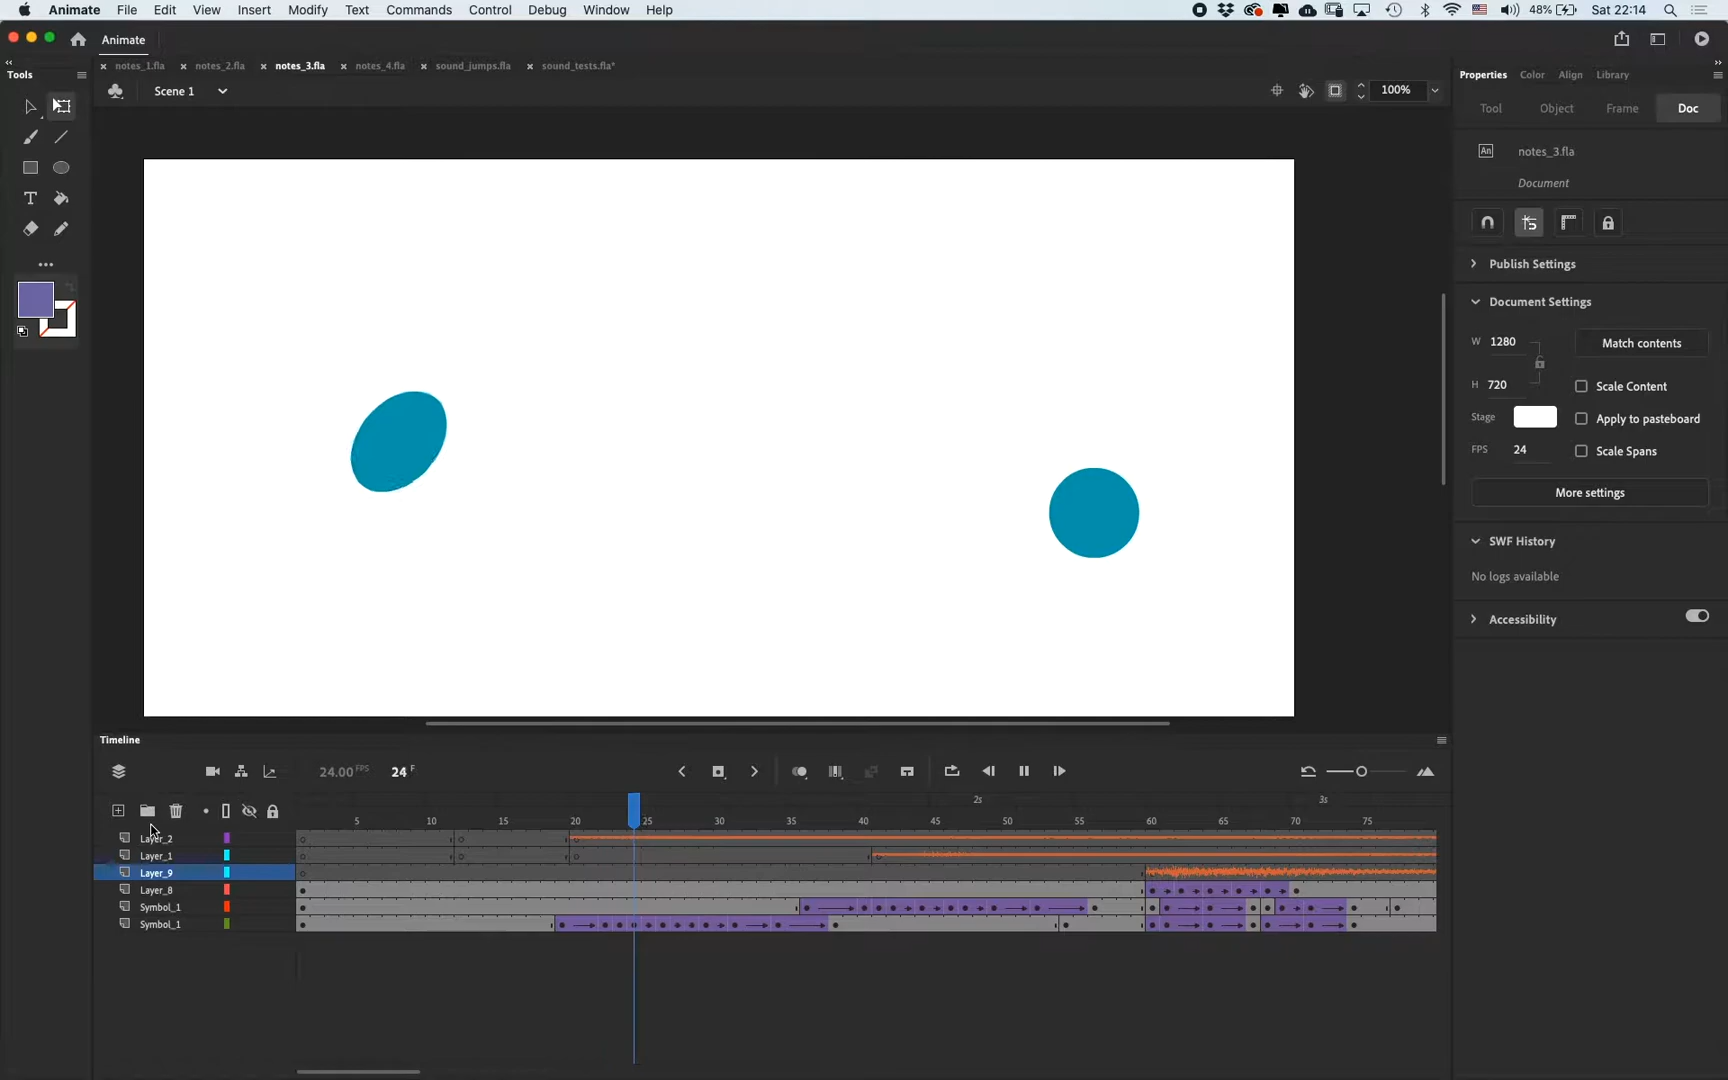 Animate File Edit View Insert Modify Text Commands Control Debug Window Help 48% Sat 22:14
Animate
Tools
notes_1.fla notes_2.fla notes_3.fla notes_4.fla sound_jumps.fla sound_tests.fla*
Scene 1 100%
Properties Color Align Library
Tool Object Frame Doc
An notes_3.fla
Document
Publish Settings
Document Settings
W 1280 Match contents
H 720 Scale Content
Stage Apply to pasteboard
FPS 24 Scale Spans
More settings
SWF History
No logs available
Accessibility
T
Timeline
24.00 FPS 24 F
2s 3s
5 10 15 20 25 30 35 40 45 50 55 60 65 70 75
Layer_2
Layer_1
Layer_9
Layer_8
Symbol_1
Symbol_1